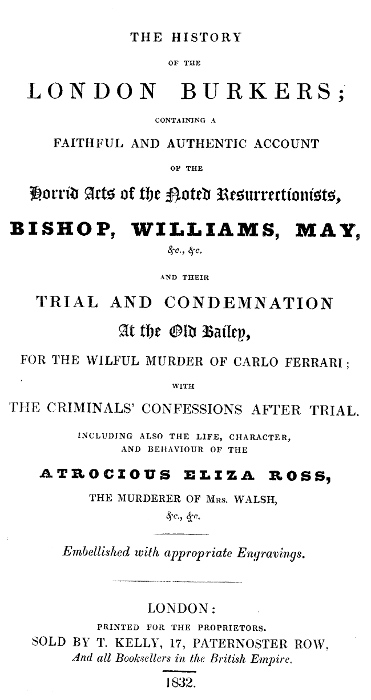 THE HISTORY
OF THE
LONDON BURKERS;
CONTAINING A
FAITHFUL AND AUTHENTIC ACCOUNT
OF THE
Horrid Acts of the Noted Resurrectionists,
BISHOP, WILLIAMS, MAY,
&c., &c.
AND THEIR
TRIAL AND CONDEMNATION
At the Old Bailey,
FOR THE WILFUL MURDER OF CARLO FERRARI;
WITH
THE CRIMINALS' CONFESSIONS AFTER TRIAL.
INCLUDING ALSO THE LIFE, CHARACTER,
AND BEHAVIOUR OF THE
ATROCIOUS ELIZA ROSS,
THE MURDERER OF MRS. WALSH,
&c., &c.
Embellished with appropriate Engravings.
LONDON:
PRINTED FOR THE PROPRIETORS.
SOLD BY T. KELLY, 17, PATERNOSTER ROW,
And all Booksellers in the British Empire.
1832.